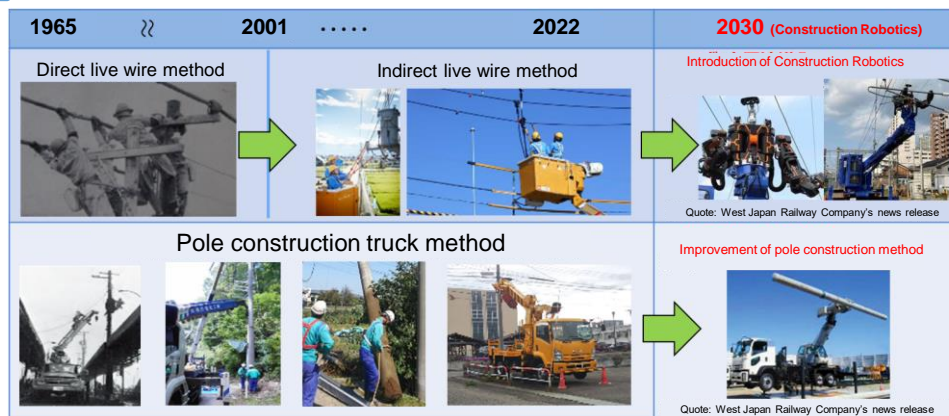 1965 ≀≀ 2001 ····· 2022 2030 (Construction Robotics)
Direct live wire method
Indirect live wire method
Introduction of Construction Robotics
Quote: West Japan Railway Company's news release
Pole construction truck method
Improvement of pole construction method
Quote: West Japan Railway Company's news release